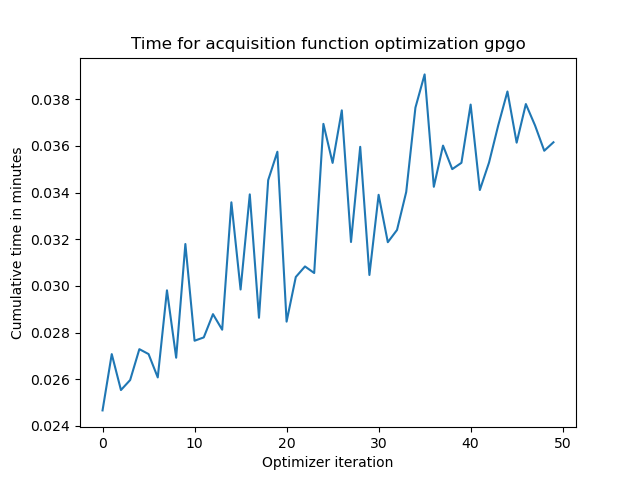 Time for acquisition function optimization gpgo
Cumulative time in minutes
0.038
0.036
0.034
0.032
0.030
0.028
0.026
0.024
0 10 20 30 40 50
Optimizer iteration